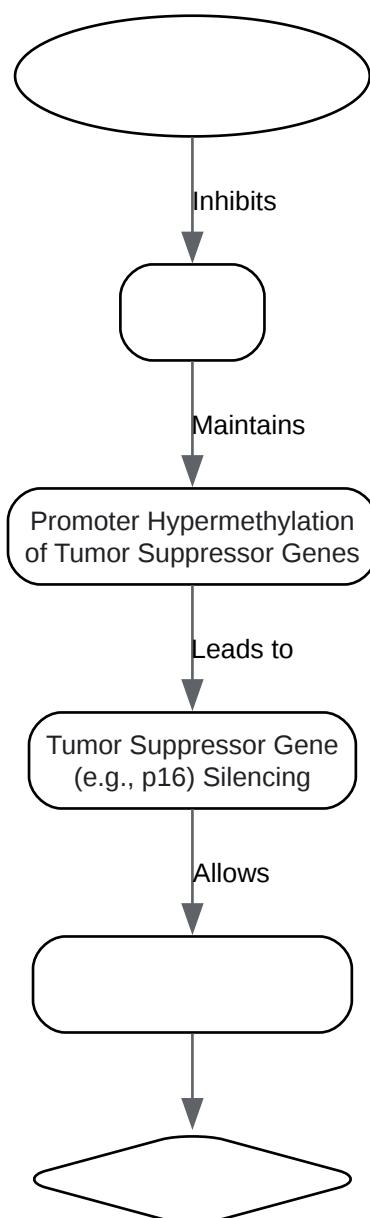 Inhibits
Maintains
Promoter Hypermethylation
of Tumor Suppressor Genes
Leads to
Tumor Suppressor Gene
(e.g., p16) Silencing
Allows